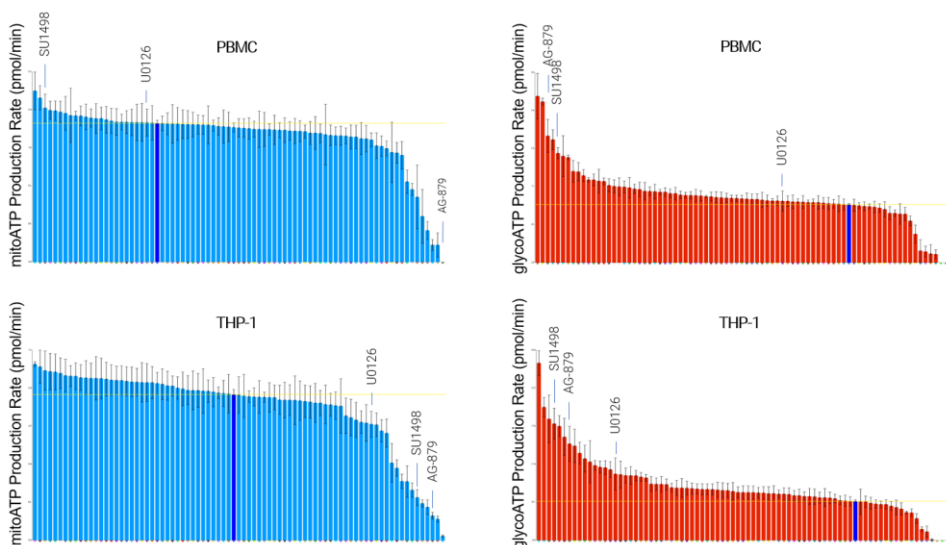 PBMC
mitoATP Production Rate (pmol/min)
SU1498
U0126
AG-879
PBMC
glycoATP Production Rate (pmol/min)
AG-879
SU1498
U0126
THP-1
mitoATP Production Rate (pmol/min)
U0126
SU1498
AG-879
THP-1
glycoATP Production Rate (pmol/min)
SU1498
AG-879
U0126